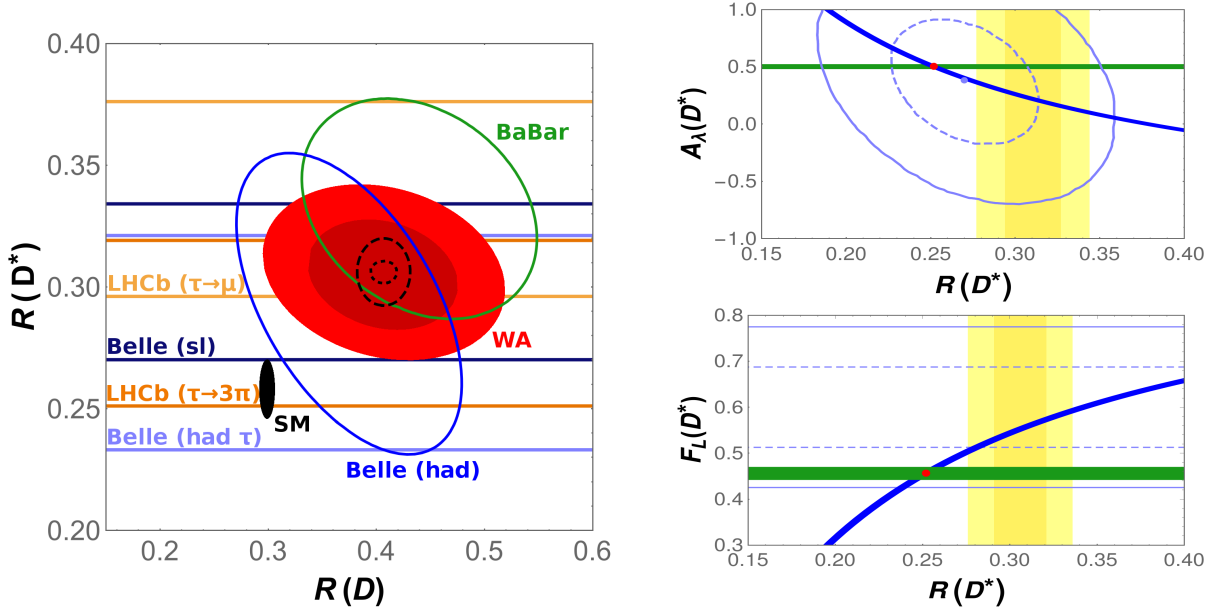 0.40
0.35
0.30
0.25
0.20
R(D*)
BaBar
LHCb (τ→μ)
WA
Belle (sl)
LHCb (τ→3π)
SM
Belle (had τ)
Belle (had)
0.2 0.3 0.4 0.5 0.6
R(D)
1.0
0.5
0.0
−0.5
−1.0
Aλ(D*)
0.15 0.20 0.25 0.30 0.35 0.40
R(D*)
0.8
0.7
0.6
0.5
0.4
0.3
FL(D*)
0.15 0.20 0.25 0.30 0.35 0.40
R(D*)